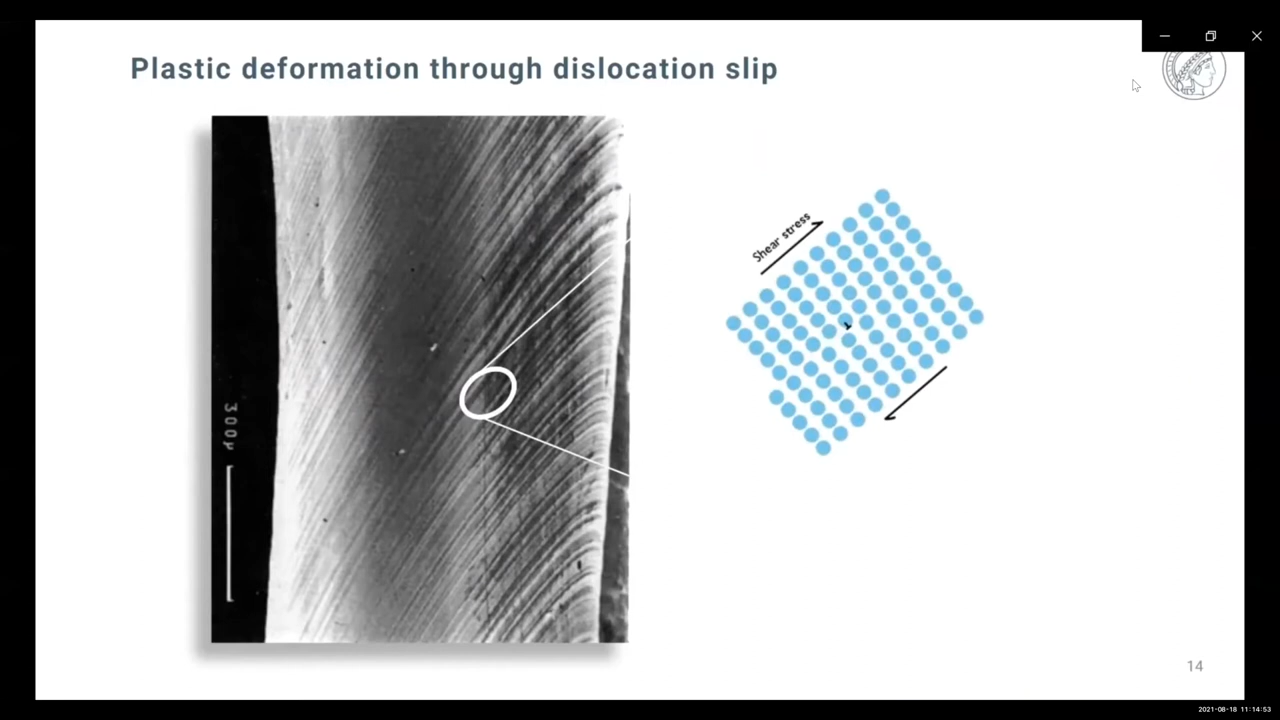 Plastic deformation through dislocation slip
Shear stress
300µ
14
2021-08-18 11:14:53